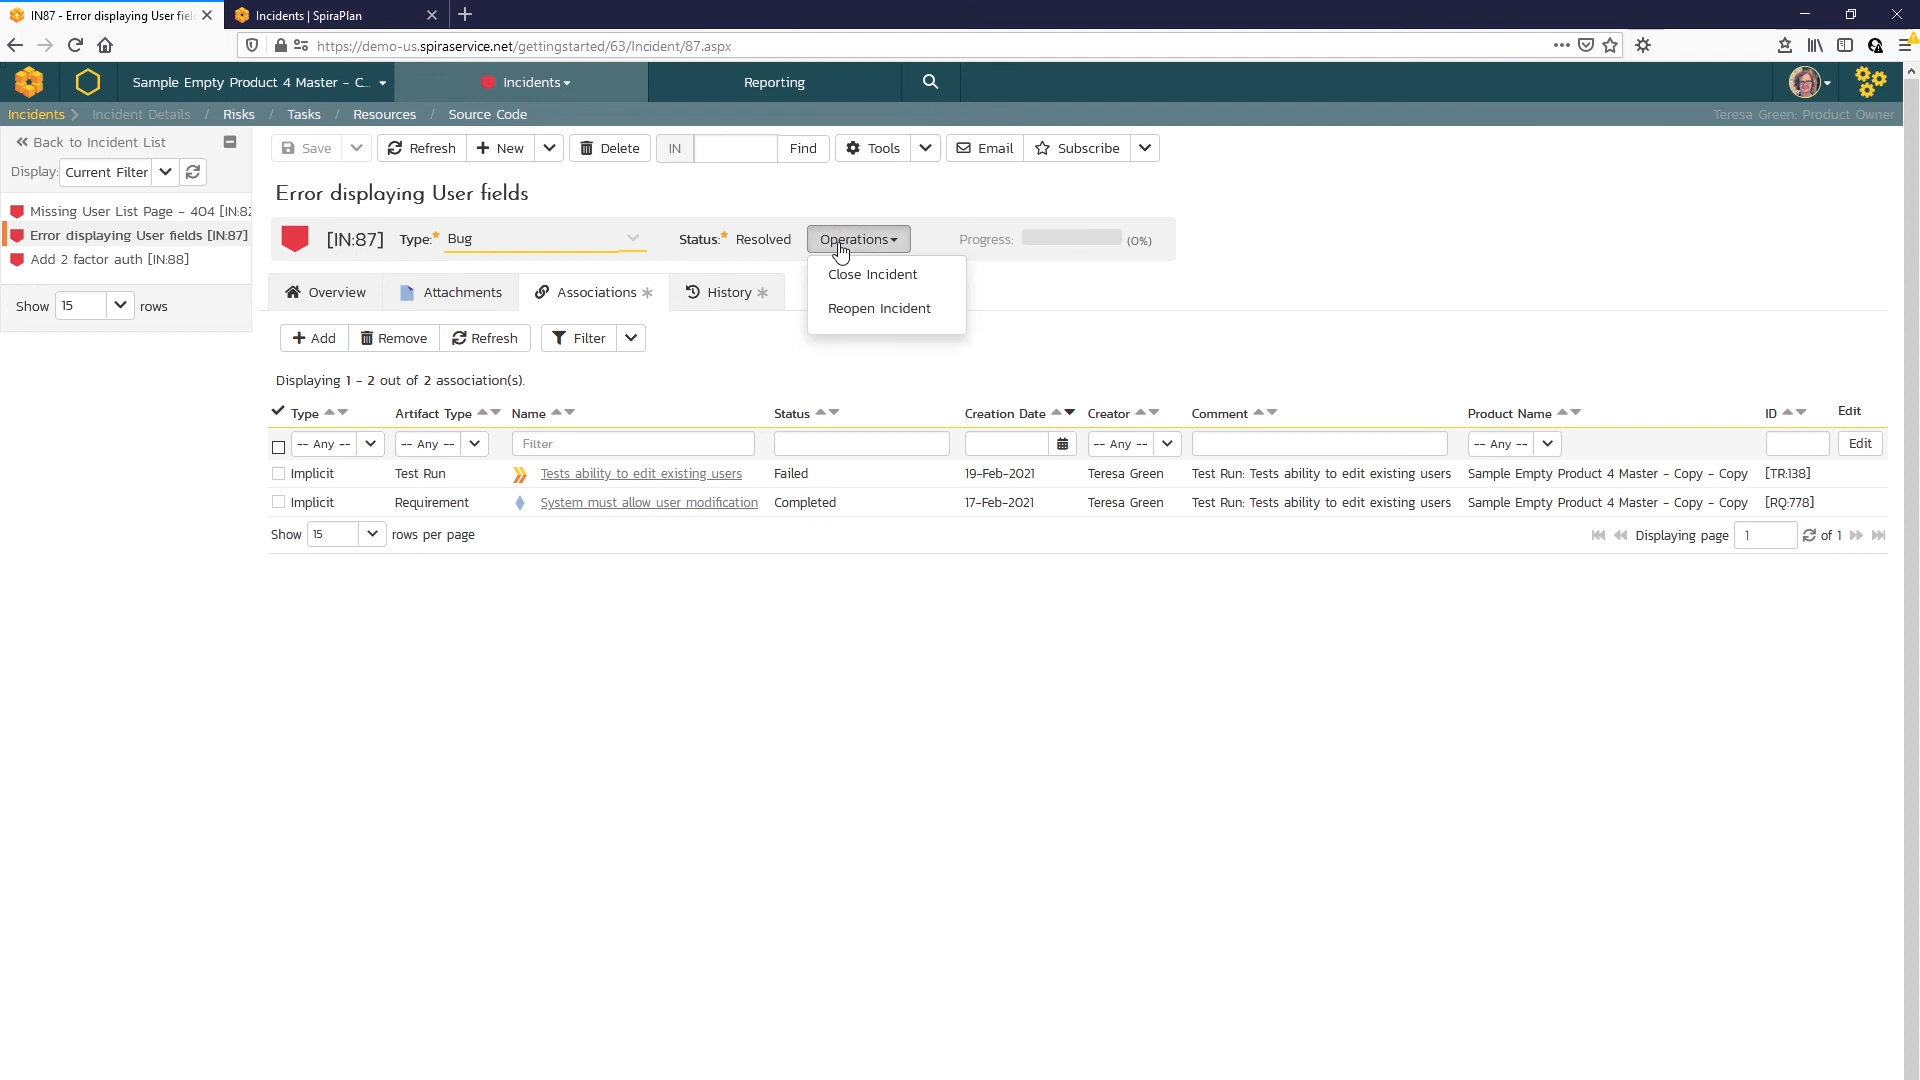 IN87 - Error displaying User fiel
Incidents | SpiraPlan
https://demo-us.spiraservice.net/gettingstarted/63/Incident/87.aspx
Sample Empty Product 4 Master - C...
Incidents
Reporting
Incidents
Incident Details / Risks / Tasks / Resources / Source Code
Teresa Green: Product Owner
Back to Incident List
Save
Refresh
New
Delete
IN
Find
Tools
Email
Subscribe
Display: Current Filter
Missing User List Page - 404 [IN:82
Error displaying User fields [IN:87]
Add 2 factor auth [IN:88]
Show 15 rows
Error displaying User fields
[IN:87] Type:* Bug
Status:* Resolved
Operations
Progress: (0%)
Close Incident
Reopen Incident
Overview
Attachments
Associations
History
Add
Remove
Refresh
Filter
Displaying 1 - 2 out of 2 association(s).
Type Artifact Type Name Status Creation Date Creator Comment Product Name ID Edit
-- Any -- -- Any -- Filter -- Any -- -- Any -- Edit
Implicit Test Run Tests ability to edit existing users Failed 19-Feb-2021 Teresa Green Test Run: Tests ability to edit existing users Sample Empty Product 4 Master - Copy - Copy [TR:138]
Implicit Requirement System must allow user modification Completed 17-Feb-2021 Teresa Green Test Run: Tests ability to edit existing users Sample Empty Product 4 Master - Copy - Copy [RQ:778]
Show 15 rows per page
Displaying page 1 of 1